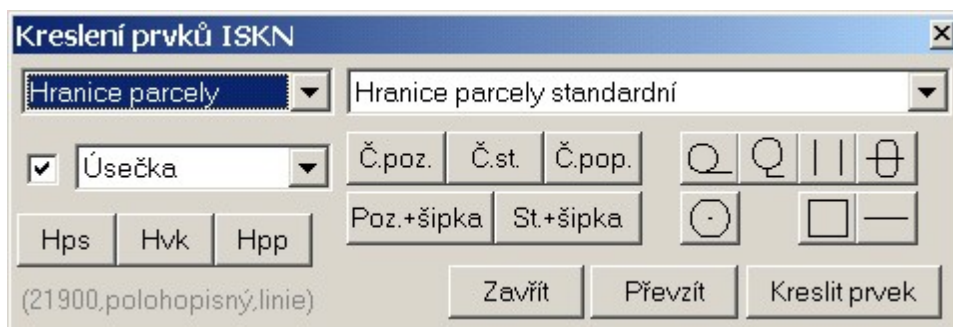 Kreslení prvků ISKN
Hranice parcely Hranice parcely standardní
Úsečka Č.poz. Č.st. Č.pop.
Poz.+šipka St.+šipka
Hps Hvk Hpp
(21900,polohopisný,linie) Zavřít Převzít Kreslit prvek